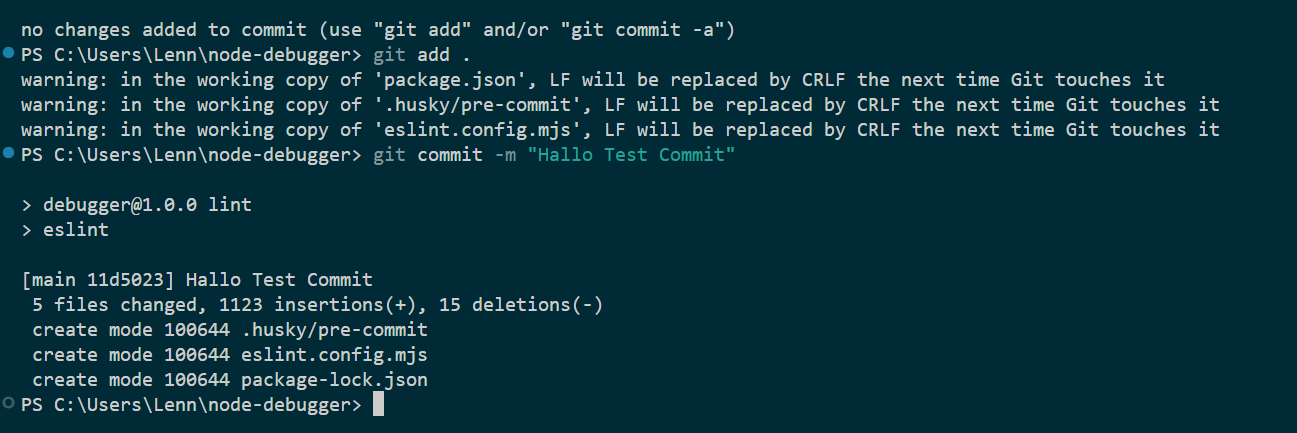 no changes added to commit (use "git add" and/or "git commit -a")
PS C:\Users\Lenn\node-debugger> git add .
warning: in the working copy of 'package.json', LF will be replaced by CRLF the next time Git touches it
warning: in the working copy of '.husky/pre-commit', LF will be replaced by CRLF the next time Git touches it
warning: in the working copy of 'eslint.config.mjs', LF will be replaced by CRLF the next time Git touches it
PS C:\Users\Lenn\node-debugger> git commit -m "Hallo Test Commit"
> debugger@1.0.0 lint
> eslint
[main 11d5023] Hallo Test Commit
5 files changed, 1123 insertions(+), 15 deletions(-)
create mode 100644 .husky/pre-commit
create mode 100644 eslint.config.mjs
create mode 100644 package-lock.json
PS C:\Users\Lenn\node-debugger>